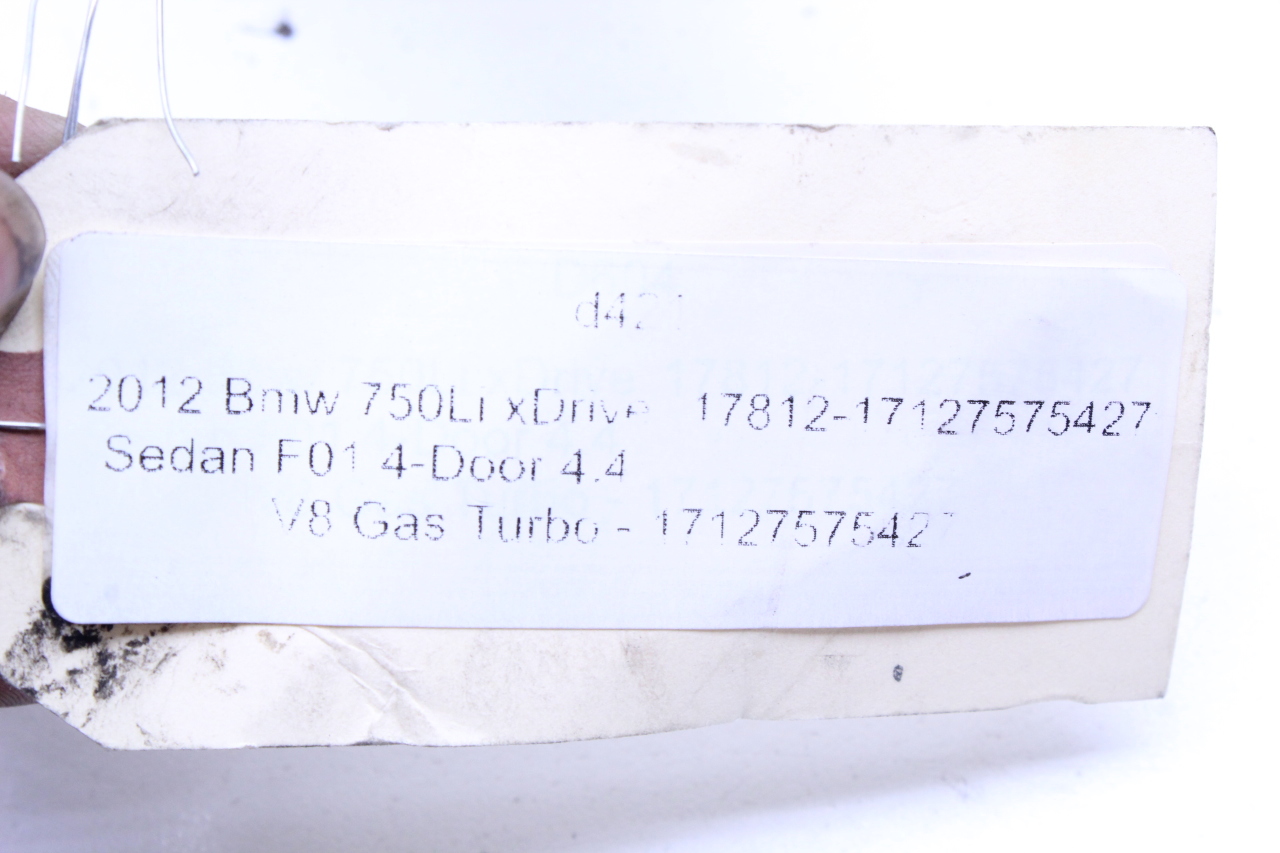 d421
2012 Bmw 750Li xDrive 17812-17127575427
Sedan F01 4-Door 4.4
V8 Gas Turbo - 17127575427